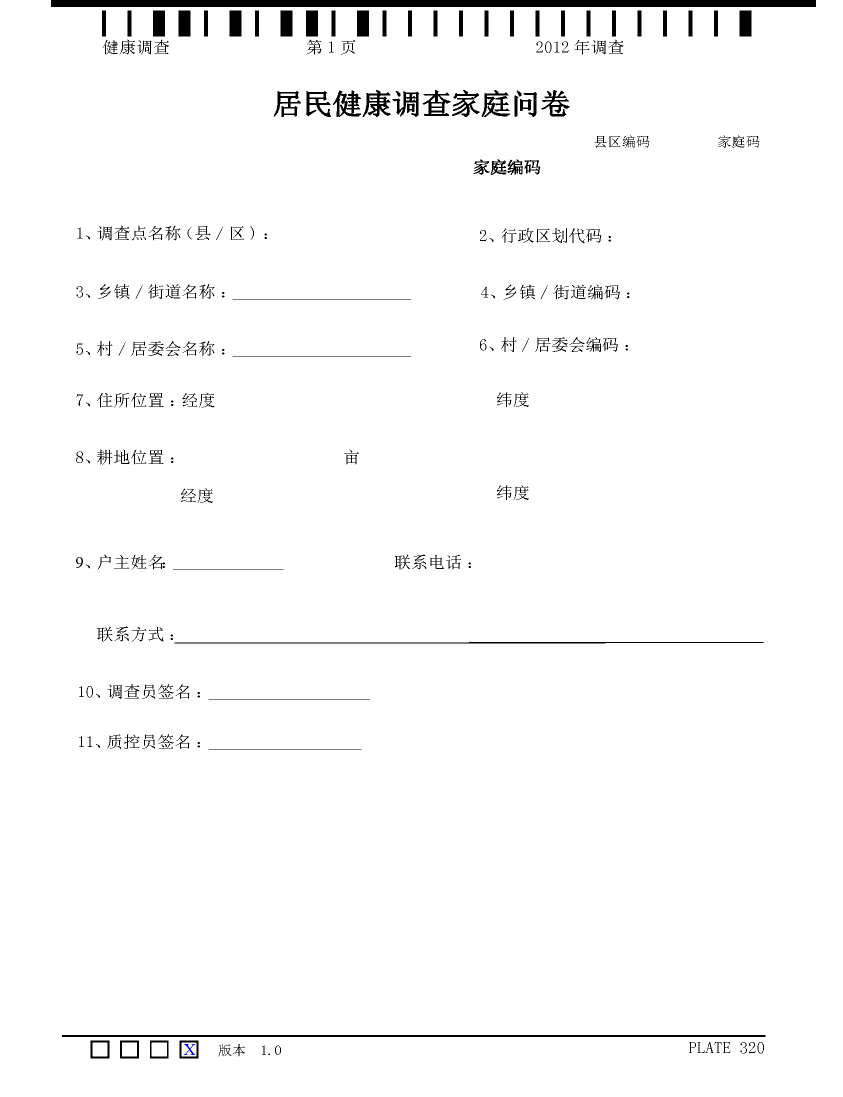 健康调查 第 1 页 2012 年调查
居民健康调查家庭问卷
县区编码 家庭码
家庭编码
1、调查点名称（县 / 区）： 2、行政区划代码：
3、乡镇 / 街道名称：____________________ 4、乡镇 / 街道编码：
5、村 / 居委会名称：____________________ 6、村 / 居委会编码：
7、住所位置：经度 纬度
8、耕地位置： 亩
经度 纬度
9、户主姓名：____________ 联系电话：
联系方式：____________________
10、调查员签名：____________________
11、质控员签名：____________________
X 版本 1.0 PLATE 320